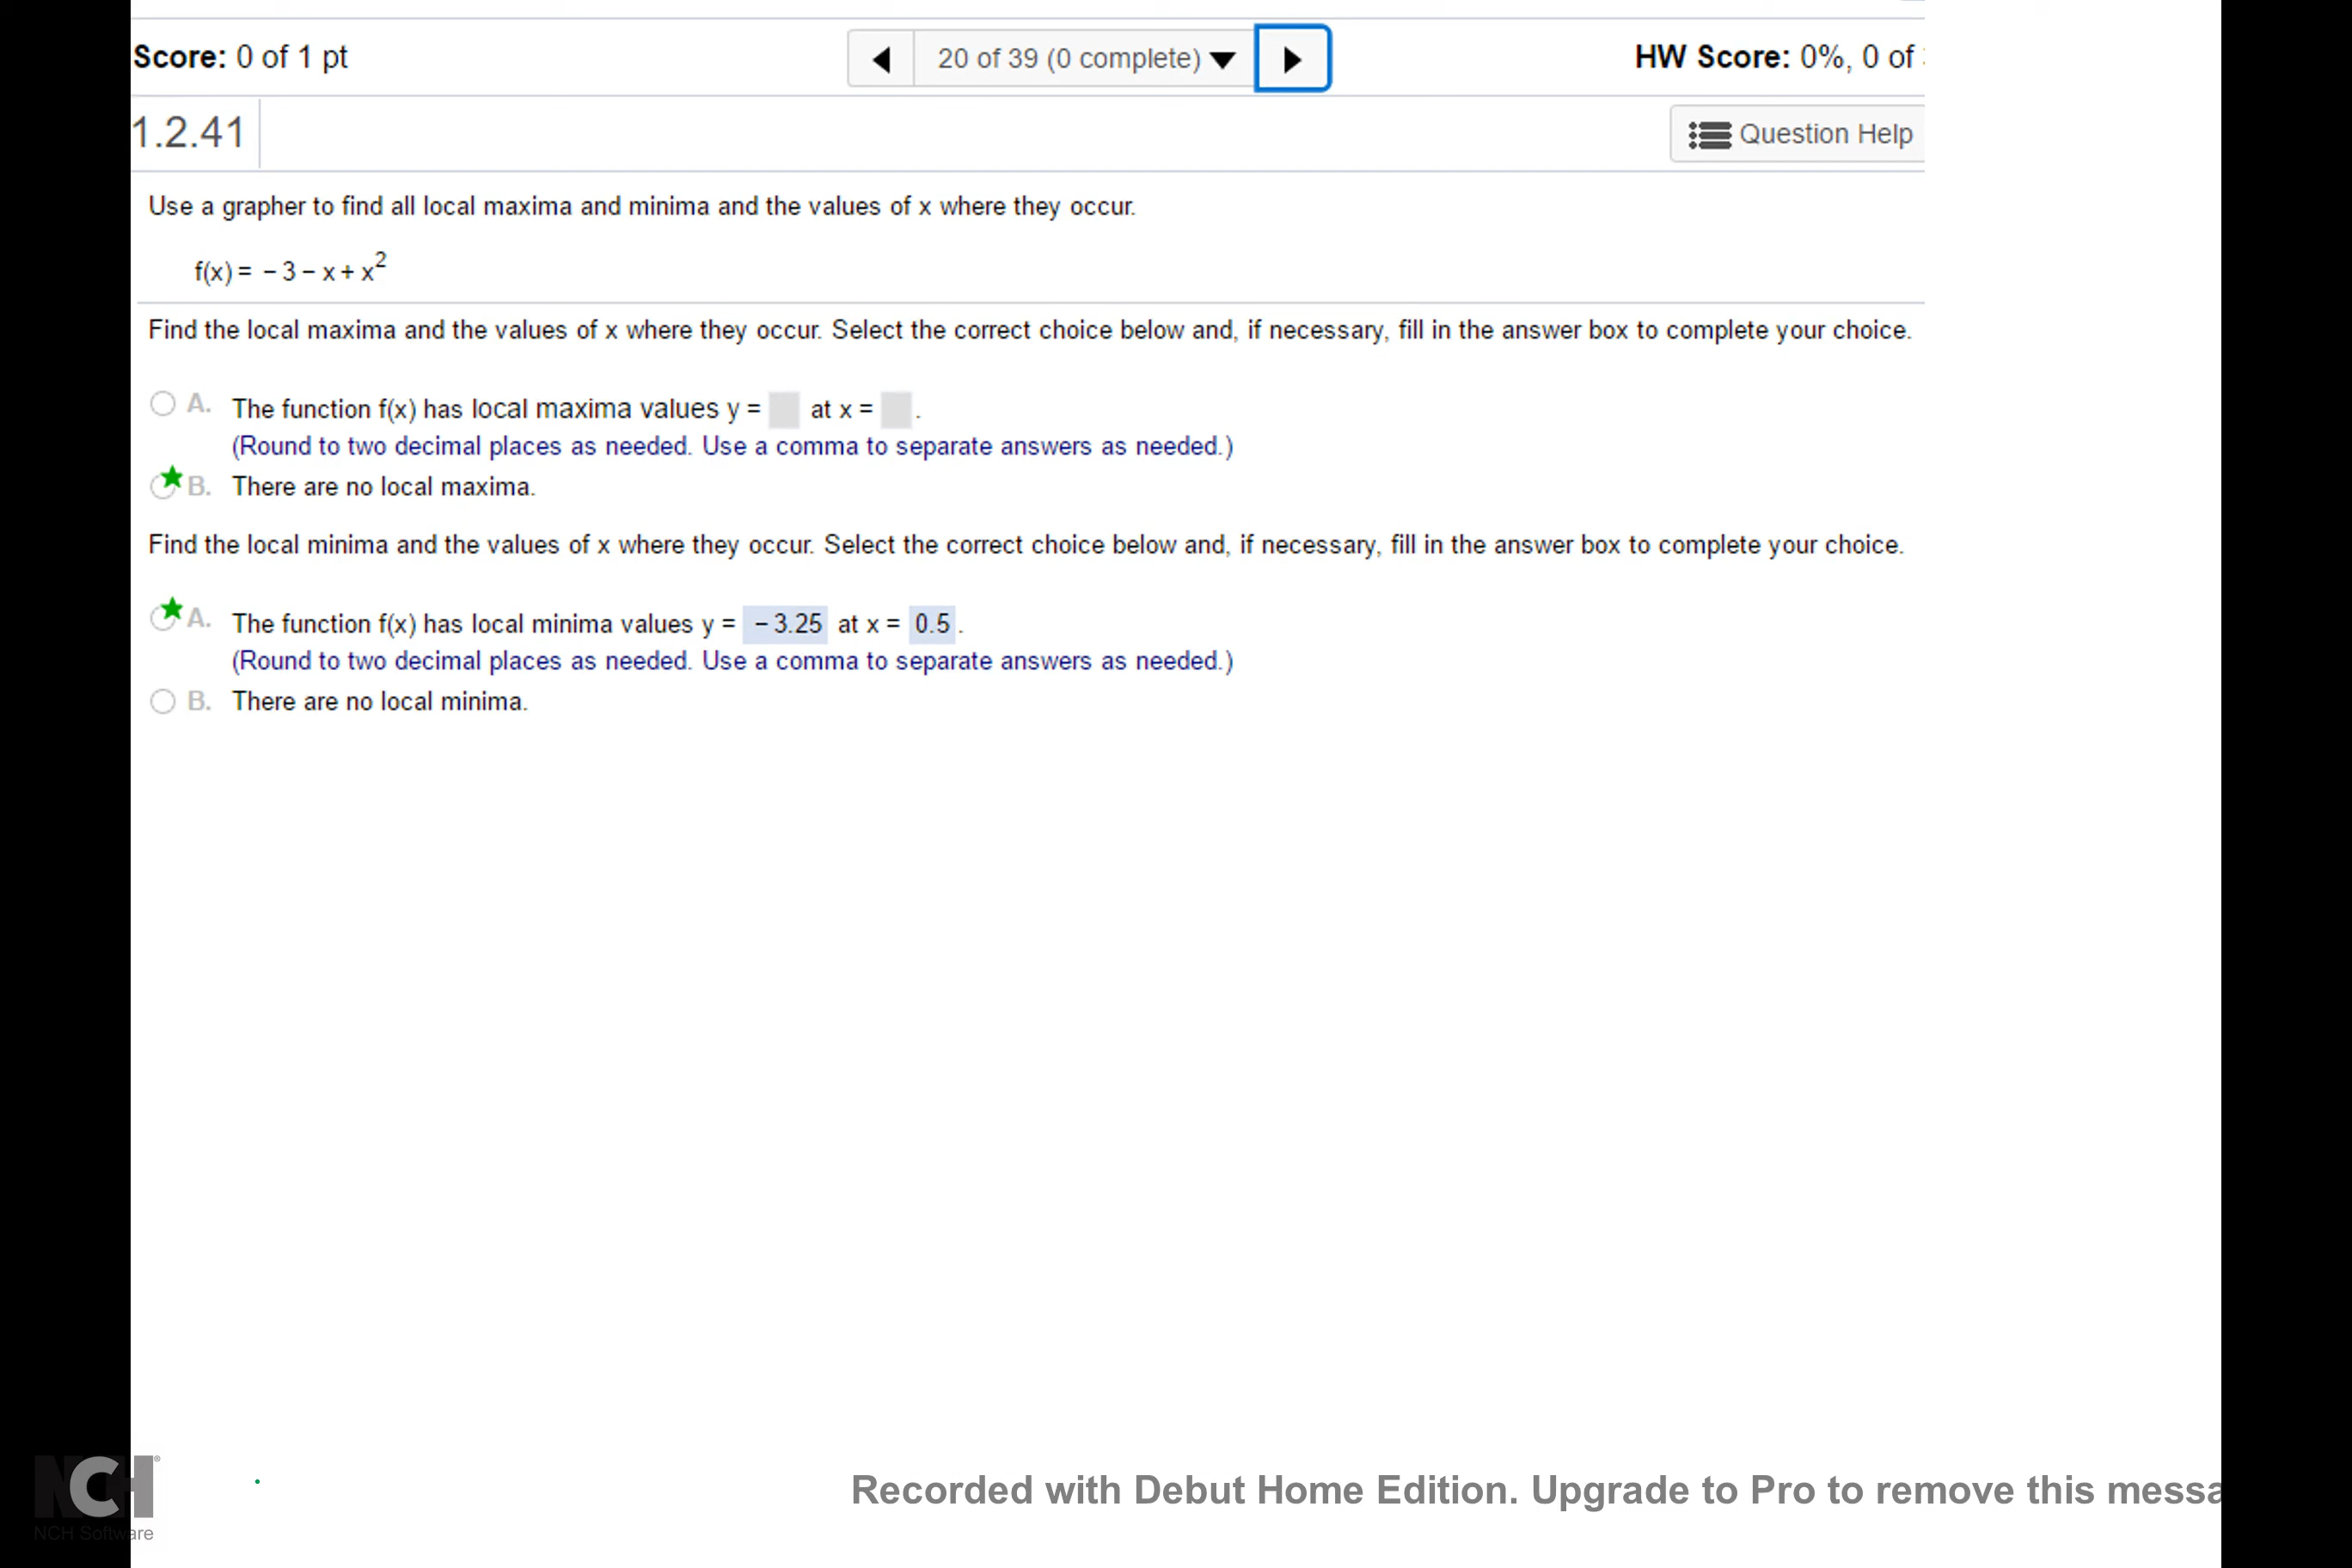 Score: 0 of 1 pt
20 of 39 (0 complete)
HW Score: 0%, 0 of
1.2.41
Question Help
Use a grapher to find all local maxima and minima and the values of x where they occur.
f(x) = − 3 − x + x²
Find the local maxima and the values of x where they occur. Select the correct choice below and, if necessary, fill in the answer box to complete your choice.
A. The function f(x) has local maxima values y = at x = .
(Round to two decimal places as needed. Use a comma to separate answers as needed.)
B. There are no local maxima.
Find the local minima and the values of x where they occur. Select the correct choice below and, if necessary, fill in the answer box to complete your choice.
A. The function f(x) has local minima values y = − 3.25 at x = 0.5 .
(Round to two decimal places as needed. Use a comma to separate answers as needed.)
B. There are no local minima.
NCH®
NCH Software
Recorded with Debut Home Edition. Upgrade to Pro to remove this messa